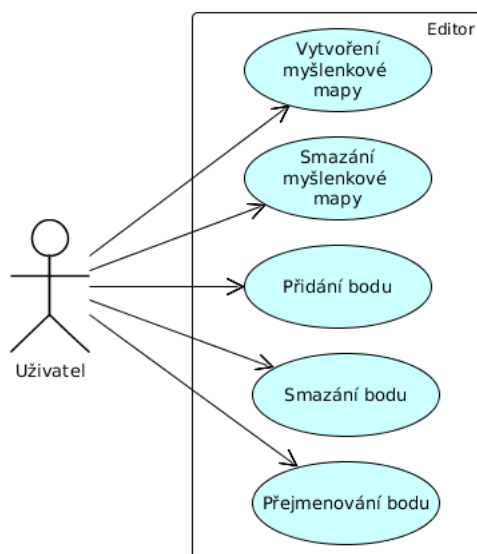 Editor
Vytvoření
myšlenkové
mapy
Smazání
myšlenkové
mapy
Přidání bodu
Uživatel
Smazání bodu
Přejmenování bodu